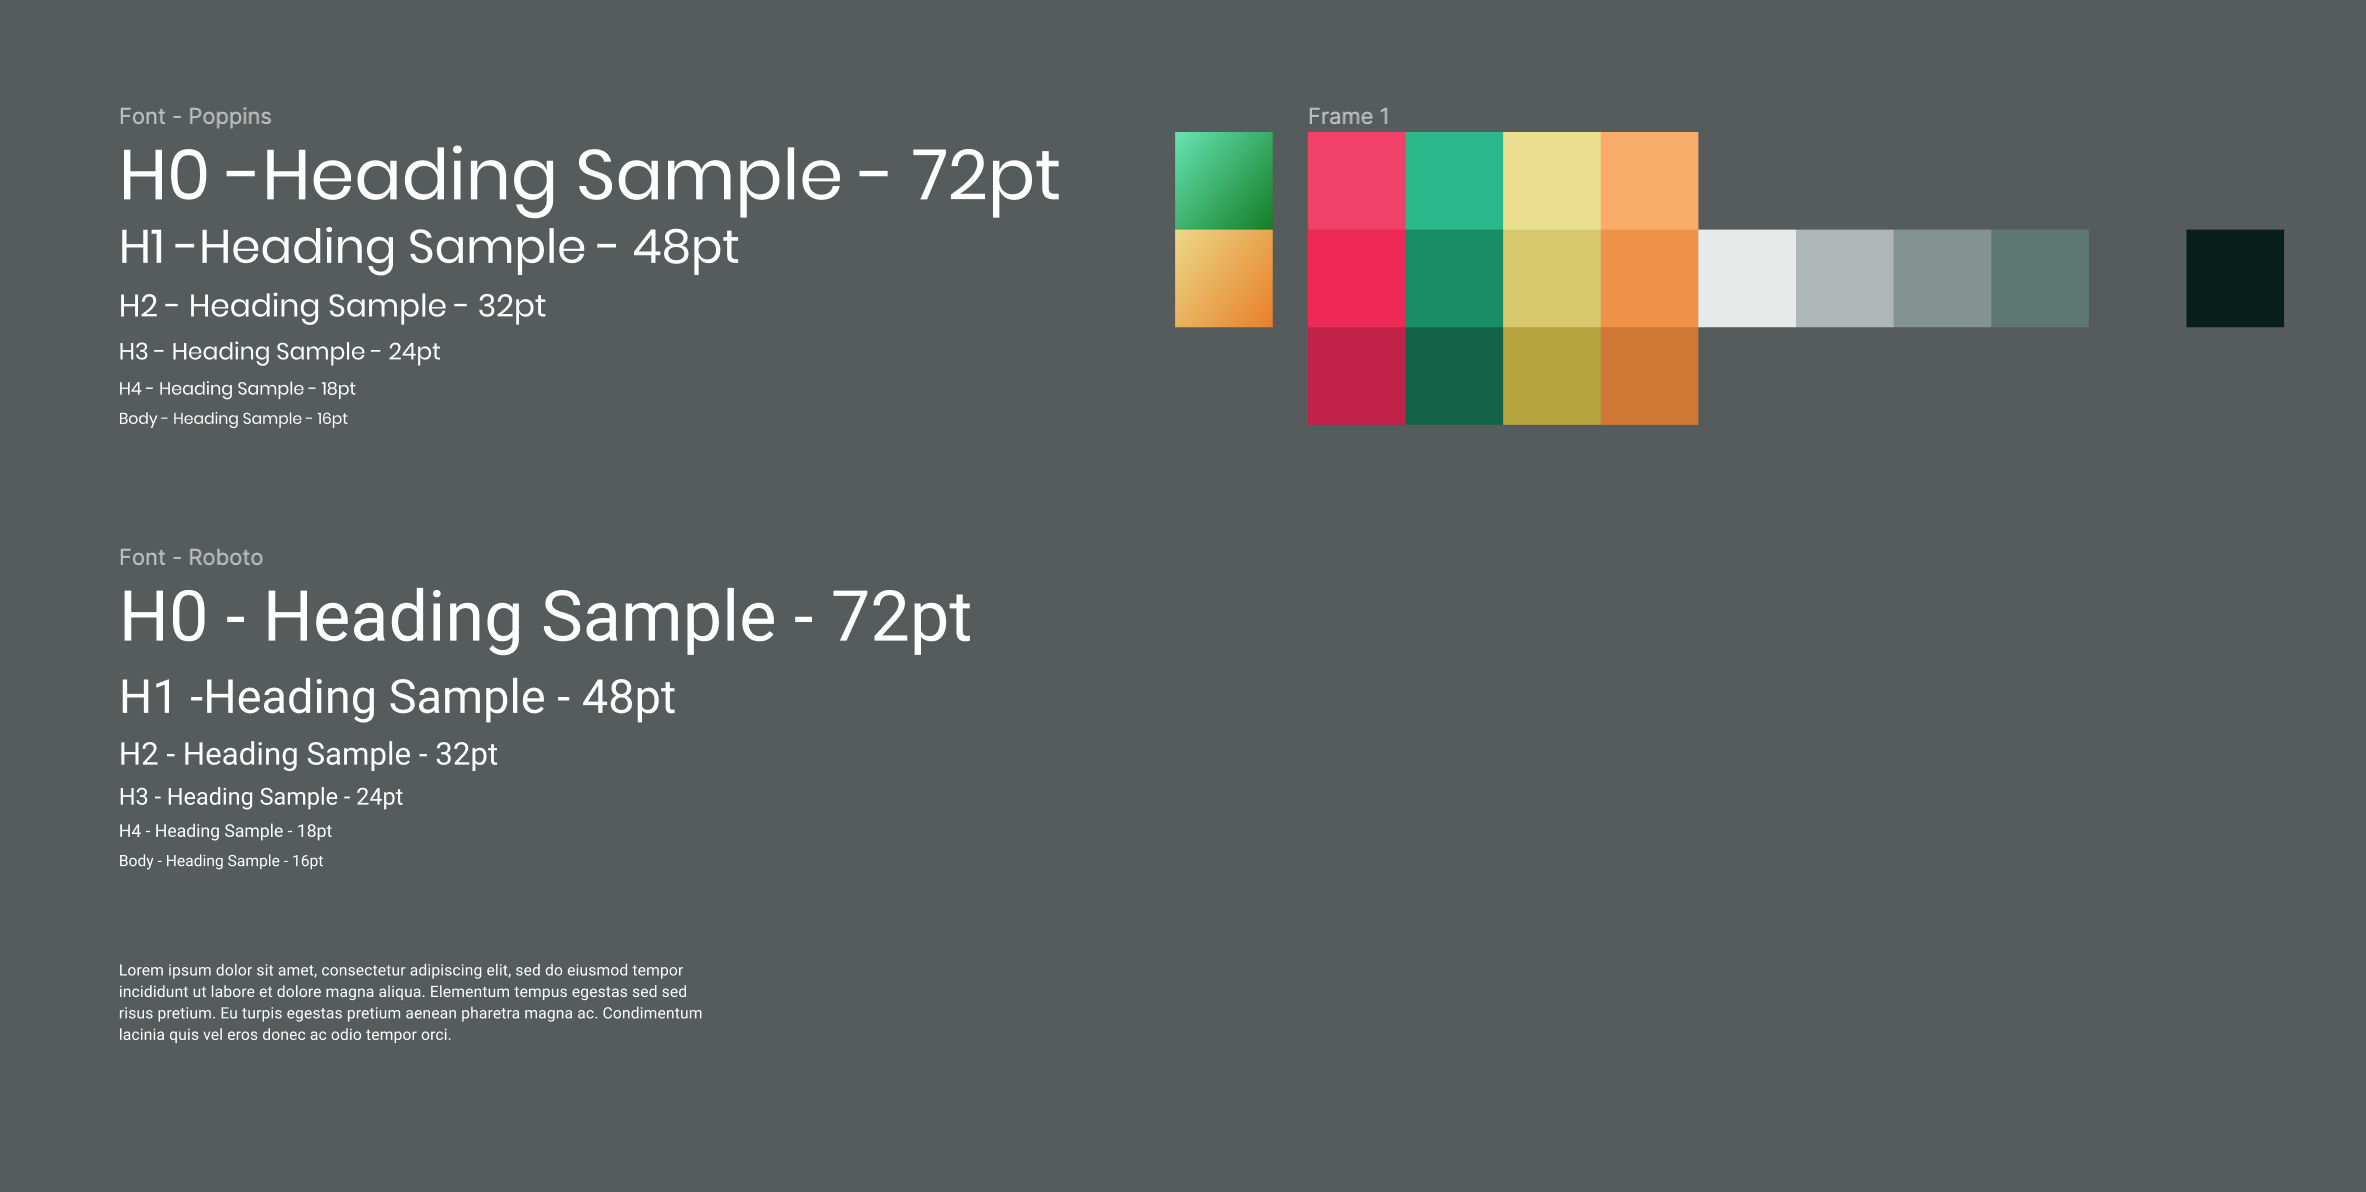 Font - Poppins
H0 -Heading Sample - 72pt
H1 -Heading Sample - 48pt
H2 - Heading Sample - 32pt
H3 - Heading Sample - 24pt
H4 - Heading Sample - 18pt
Body - Heading Sample - 16pt
Frame 1
Font - Roboto
H0 - Heading Sample - 72pt
H1 -Heading Sample - 48pt
H2 - Heading Sample - 32pt
H3 - Heading Sample - 24pt
H4 - Heading Sample - 18pt
Body - Heading Sample - 16pt
Lorem ipsum dolor sit amet, consectetur adipiscing elit, sed do eiusmod tempor
incididunt ut labore et dolore magna aliqua. Elementum tempus egestas sed sed
risus pretium. Eu turpis egestas pretium aenean pharetra magna ac. Condimentum
lacinia quis vel eros donec ac odio tempor orci.